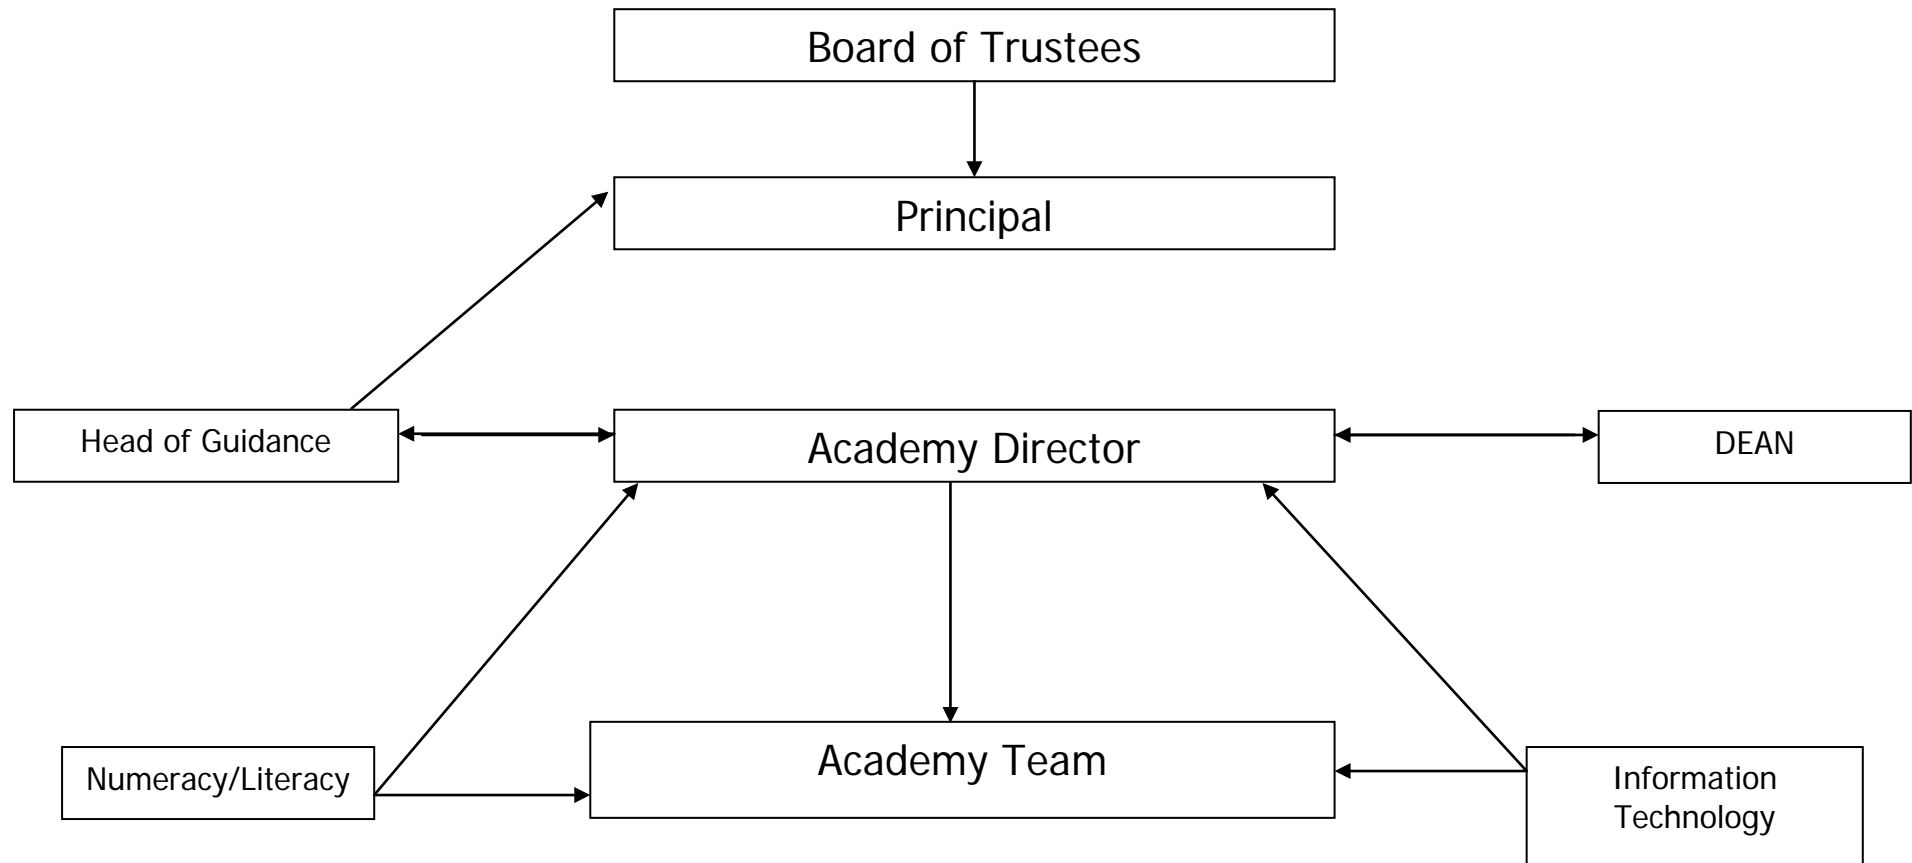 Board of Trustees
Principal
Head of Guidance
Academy Director
DEAN
Numeracy/Literacy
Academy Team
Information
Technology